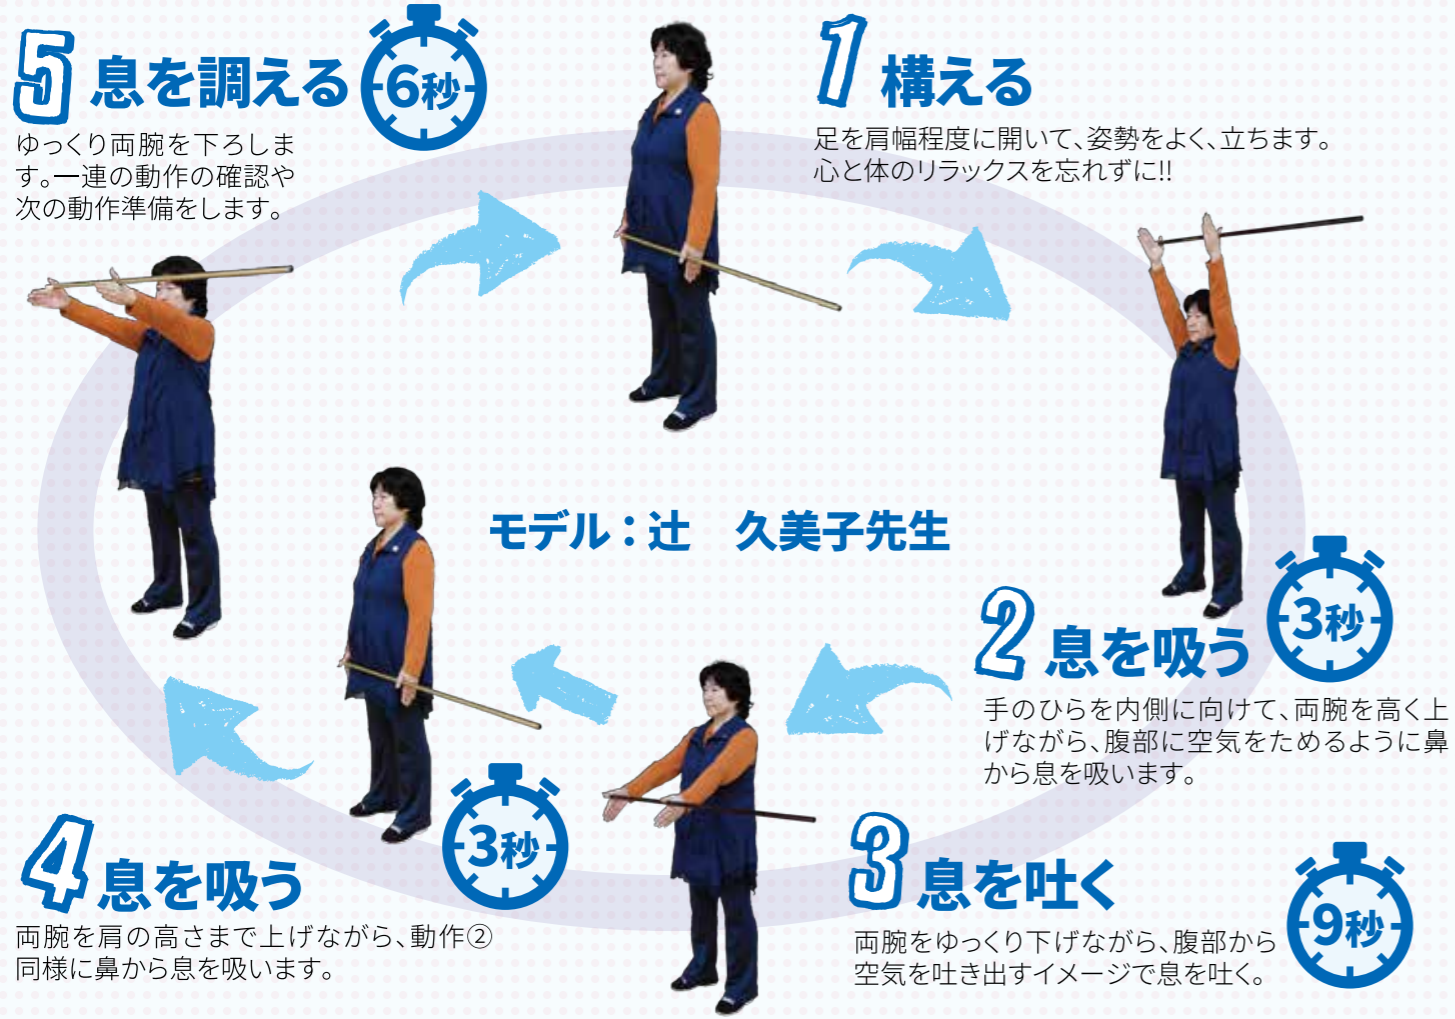 1 構える
足を肩幅程度に開いて、姿勢をよく、立ちます。
心と体のリラックスを忘れずに!!
2 息を吸う 3秒
手のひらを内側に向けて、両腕を高く上
げながら、腹部に空気をためるように鼻
から息を吸います。
3 息を吐く 9秒
両腕をゆっくり下げながら、腹部から
空気を吐き出すイメージで息を吐く。
4 息を吸う 3秒
両腕を肩の高さまで上げながら、動作②
同様に鼻から息を吸います。
5 息を調える 6秒
ゆっくり両腕を下ろしま
す。一連の動作の確認や
次の動作準備をします。
モデル：辻　久美子先生